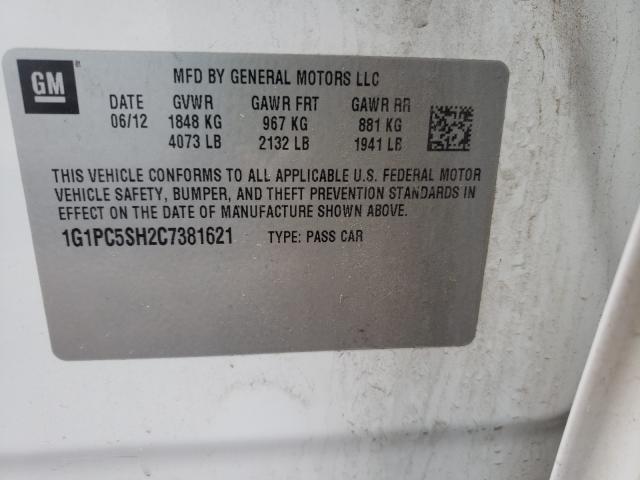 GM
MFD BY GENERAL MOTORS LLC
DATE GVWR GAWR FRT GAWR RR
06/12 1848 KG 967 KG 881 KG
4073 LB 2132 LB 1941 LB
THIS VEHICLE CONFORMS TO ALL APPLICABLE U.S. FEDERAL MOTOR
VEHICLE SAFETY, BUMPER, AND THEFT PREVENTION STANDARDS IN
EFFECT ON THE DATE OF MANUFACTURE SHOWN ABOVE.
1G1PC5SH2C7381621 TYPE: PASS CAR